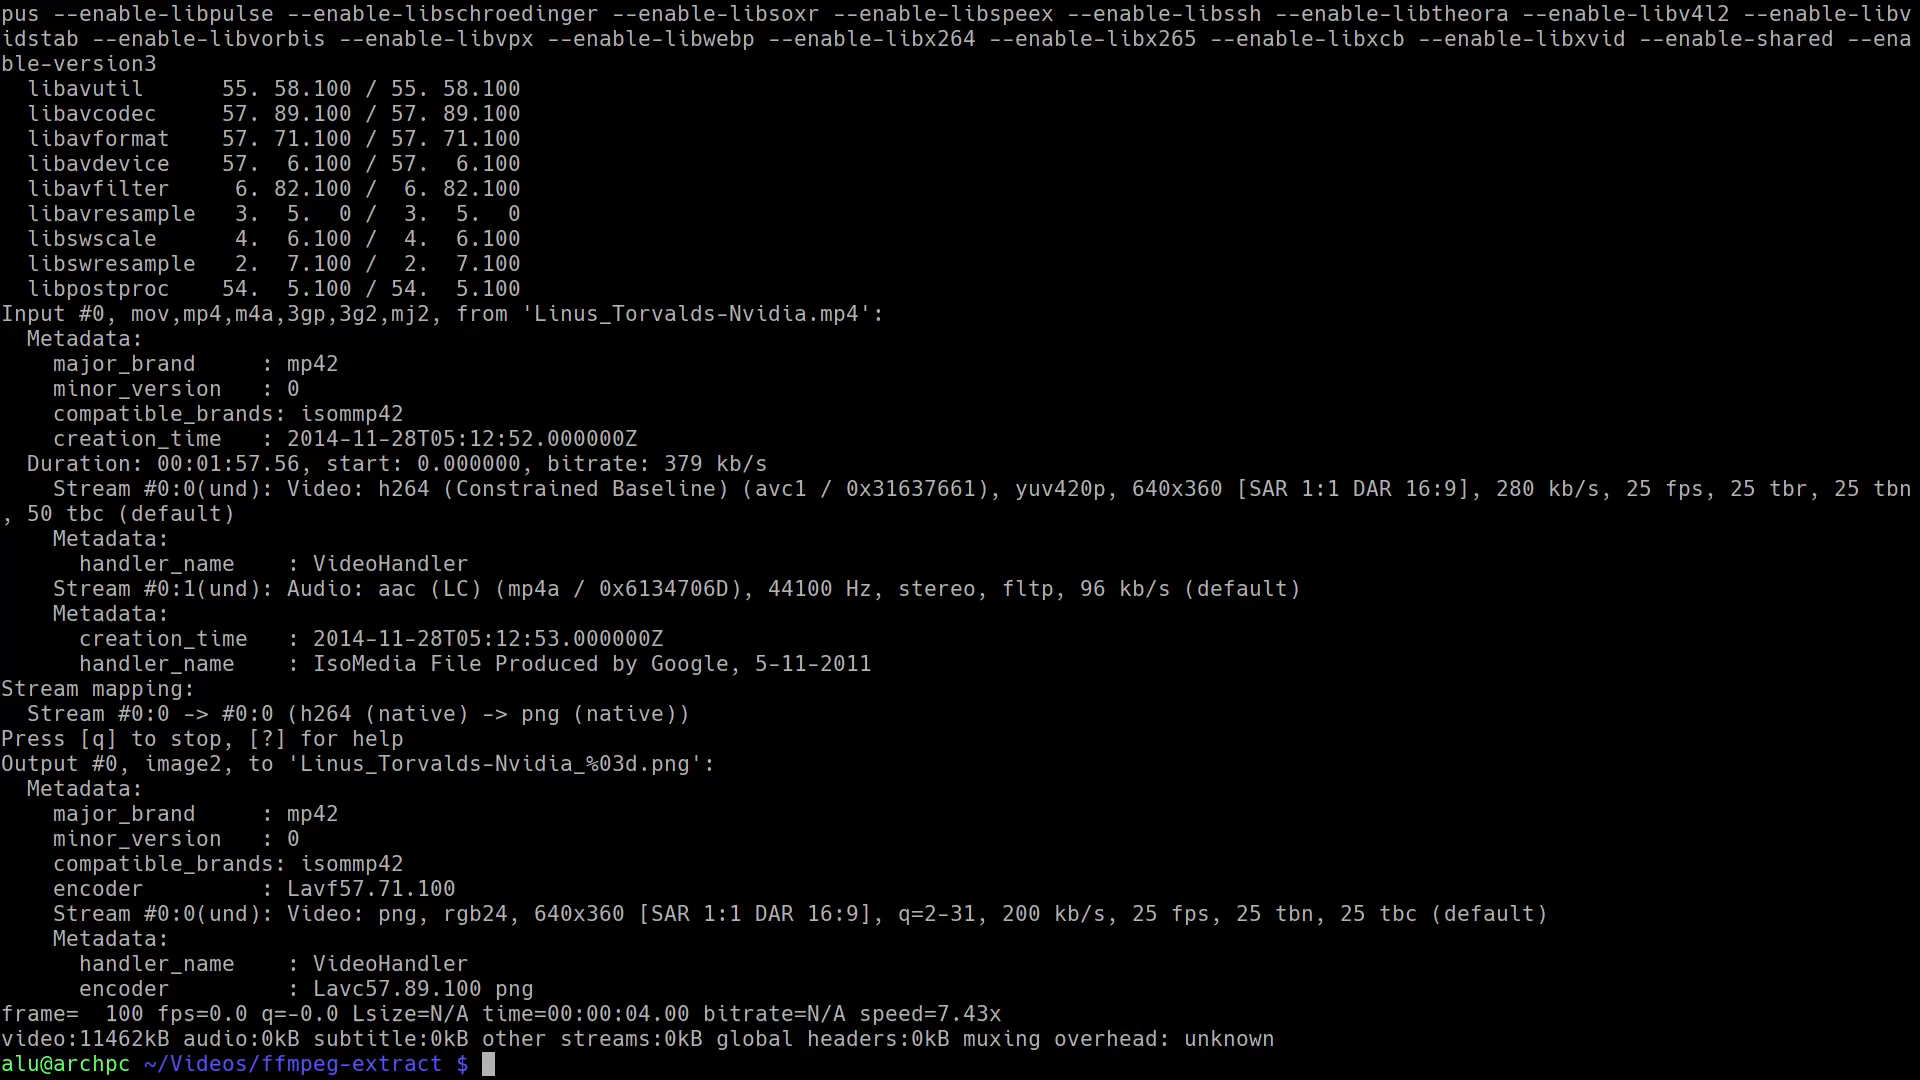 pus --enable-libpulse --enable-libschroedinger --enable-libsoxr --enable-libspeex --enable-libssh --enable-libtheora --enable-libv4l2 --enable-libv
idstab --enable-libvorbis --enable-libvpx --enable-libwebp --enable-libx264 --enable-libx265 --enable-libxcb --enable-libxvid --enable-shared --ena
ble-version3
  libavutil      55. 58.100 / 55. 58.100
  libavcodec     57. 89.100 / 57. 89.100
  libavformat    57. 71.100 / 57. 71.100
  libavdevice    57.  6.100 / 57.  6.100
  libavfilter     6. 82.100 /  6. 82.100
  libavresample   3.  5.  0 /  3.  5.  0
  libswscale      4.  6.100 /  4.  6.100
  libswresample   2.  7.100 /  2.  7.100
  libpostproc    54.  5.100 / 54.  5.100
Input #0, mov,mp4,m4a,3gp,3g2,mj2, from 'Linus_Torvalds-Nvidia.mp4':
  Metadata:
    major_brand     : mp42
    minor_version   : 0
    compatible_brands: isommp42
    creation_time   : 2014-11-28T05:12:52.000000Z
  Duration: 00:01:57.56, start: 0.000000, bitrate: 379 kb/s
    Stream #0:0(und): Video: h264 (Constrained Baseline) (avc1 / 0x31637661), yuv420p, 640x360 [SAR 1:1 DAR 16:9], 280 kb/s, 25 fps, 25 tbr, 25 tbn
, 50 tbc (default)
    Metadata:
      handler_name    : VideoHandler
    Stream #0:1(und): Audio: aac (LC) (mp4a / 0x6134706D), 44100 Hz, stereo, fltp, 96 kb/s (default)
    Metadata:
      creation_time   : 2014-11-28T05:12:53.000000Z
      handler_name    : IsoMedia File Produced by Google, 5-11-2011
Stream mapping:
  Stream #0:0 -> #0:0 (h264 (native) -> png (native))
Press [q] to stop, [?] for help
Output #0, image2, to 'Linus_Torvalds-Nvidia_%03d.png':
  Metadata:
    major_brand     : mp42
    minor_version   : 0
    compatible_brands: isommp42
    encoder         : Lavf57.71.100
    Stream #0:0(und): Video: png, rgb24, 640x360 [SAR 1:1 DAR 16:9], q=2-31, 200 kb/s, 25 fps, 25 tbn, 25 tbc (default)
    Metadata:
      handler_name    : VideoHandler
      encoder         : Lavc57.89.100 png
frame=  100 fps=0.0 q=-0.0 Lsize=N/A time=00:00:04.00 bitrate=N/A speed=7.43x
video:11462kB audio:0kB subtitle:0kB other streams:0kB global headers:0kB muxing overhead: unknown
alu@archpc ~/Videos/ffmpeg-extract $